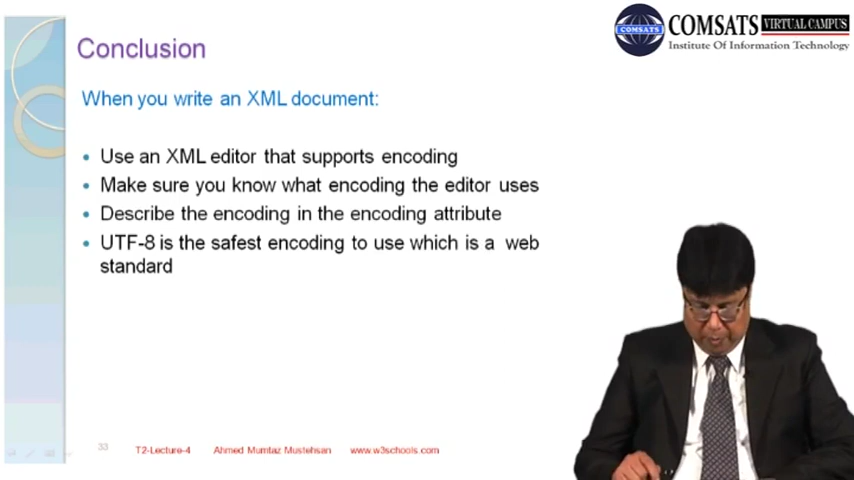 COMSATS VIRTUAL CAMPUS
COMSATS
Institute Of Information Technology
Conclusion
When you write an XML document:
Use an XML editor that supports encoding
Make sure you know what encoding the editor uses
Describe the encoding in the encoding attribute
UTF-8 is the safest encoding to use which is a web
standard
33 T2-Lecture-4 Ahmed Mumtaz Mustehsan www.w3schools.com